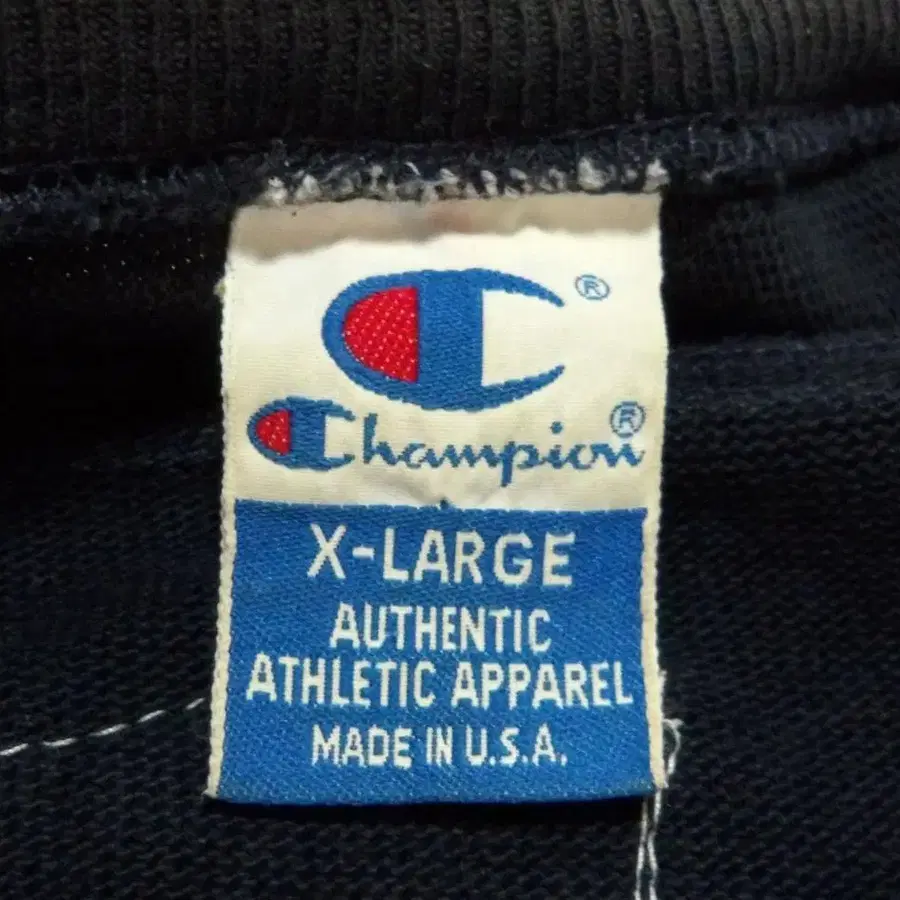 ®
Champion®
X-LARGE
AUTHENTIC
ATHLETIC APPAREL
MADE IN U.S.A.